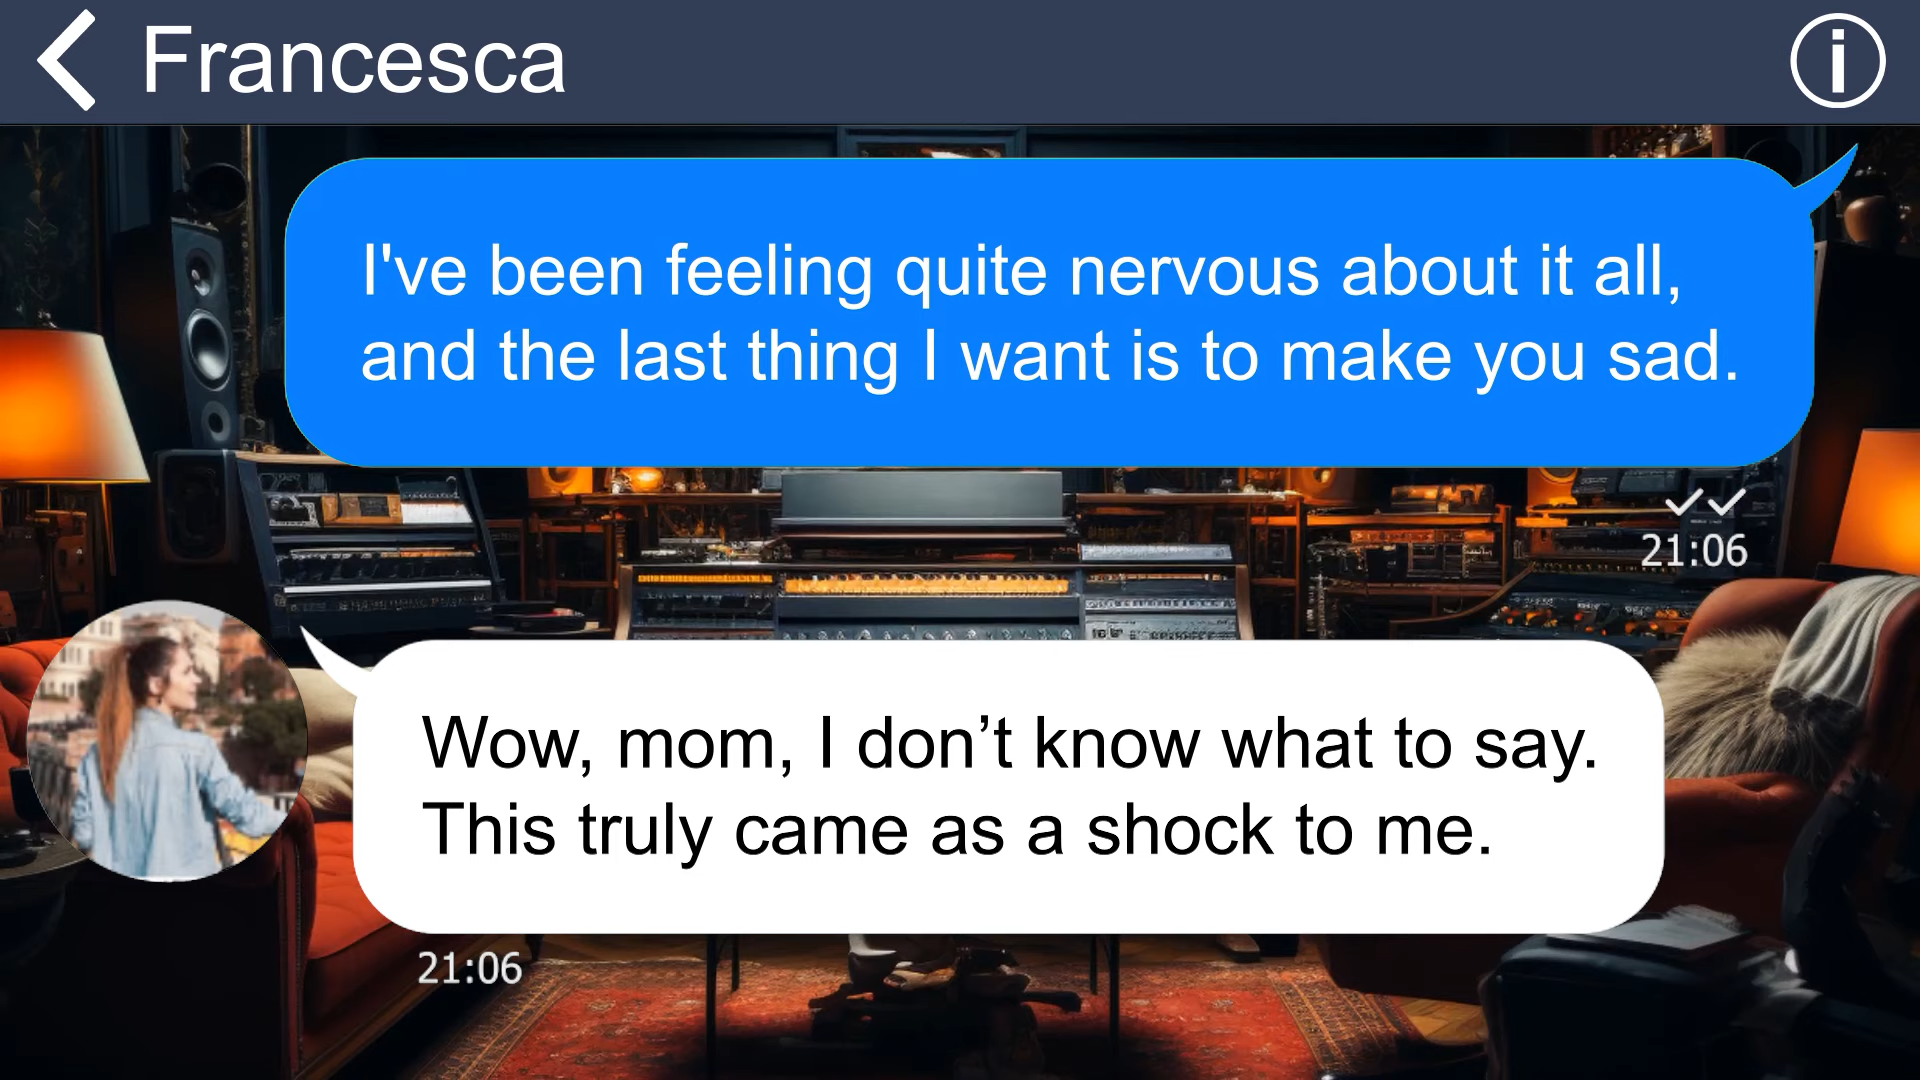 Francesca
I've been feeling quite nervous about it all,
and the last thing I want is to make you sad.
21:06
Wow, mom, I don’t know what to say.
This truly came as a shock to me.
21:06